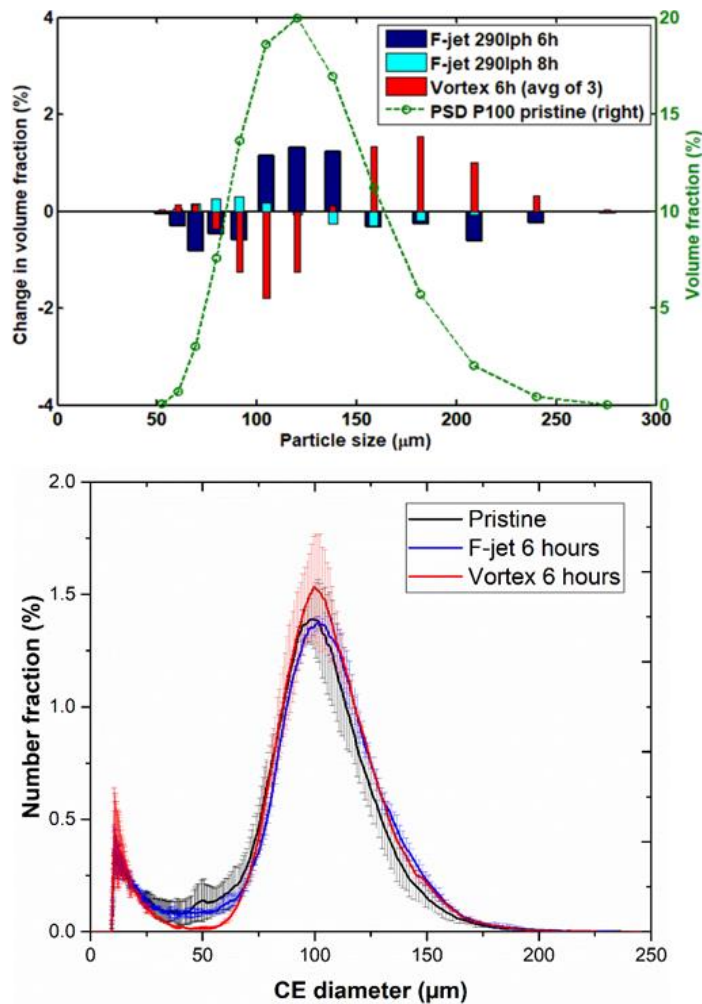 4
20
F-jet 290lph 6h
F-jet 290lph 8h
Vortex 6h (avg of 3)
PSD P100 pristine (right)
2
15
0
10
-2
5
-4
0
0
50
100
150
200
250
300
Change in volume fraction (%)
Volume fraction (%)
Particle size (μm)
2.0
Pristine
F-jet 6 hours
Vortex 6 hours
1.5
1.0
0.5
0.0
0
50
100
150
200
250
Number fraction (%)
CE diameter (μm)